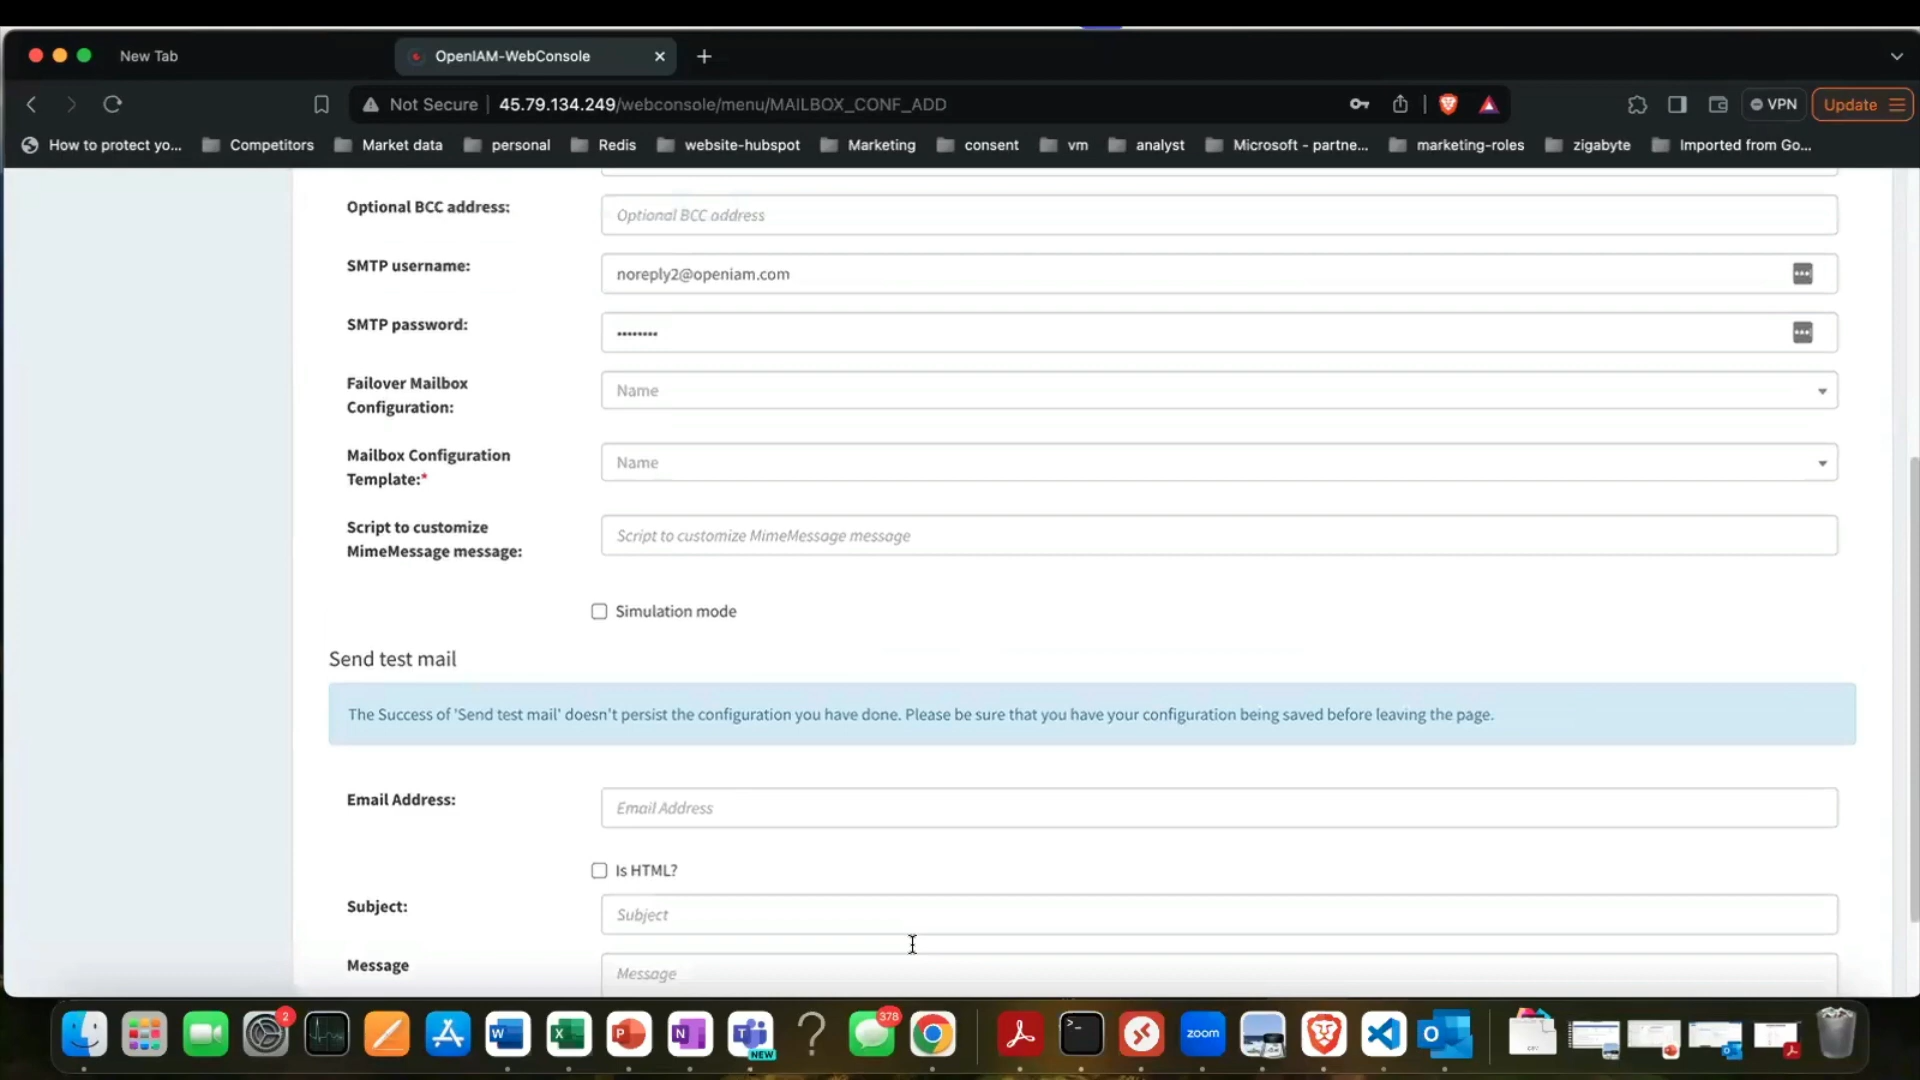 New Tab
OpenIAM-WebConsole
Not Secure
45.79.134.249/webconsole/menu/MAILBOX_CONF_ADD
VPN
Update
How to protect yo...
Competitors
Market data
personal
Redis
website-hubspot
Marketing
consent
vm
analyst
Microsoft - partne...
marketing-roles
zigabyte
Imported from Go...
Optional BCC address:
Optional BCC address
SMTP username:
noreply2@openiam.com
SMTP password:
••••••••
Failover Mailbox
Configuration:
Name
Mailbox Configuration
Template:*
Name
Script to customize
MimeMessage message:
Script to customize MimeMessage message
Simulation mode
Send test mail
The Success of 'Send test mail' doesn't persist the configuration you have done. Please be sure that you have your configuration being saved before leaving the page.
Email Address:
Email Address
Is HTML?
Subject:
Subject
Message
Message
2
378
NEW
zoom